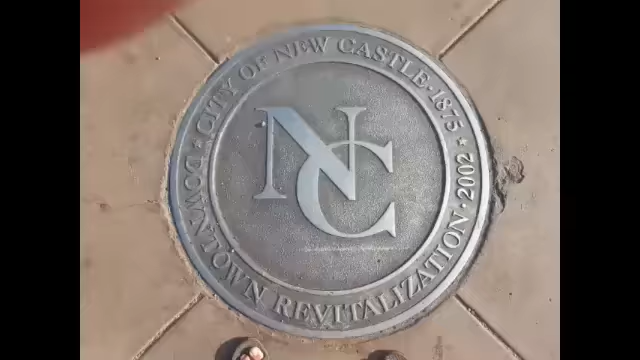 CITY OF NEW CASTLE · 1875 *
NC
DOWNTOWN REVITALIZATION · 2002 *